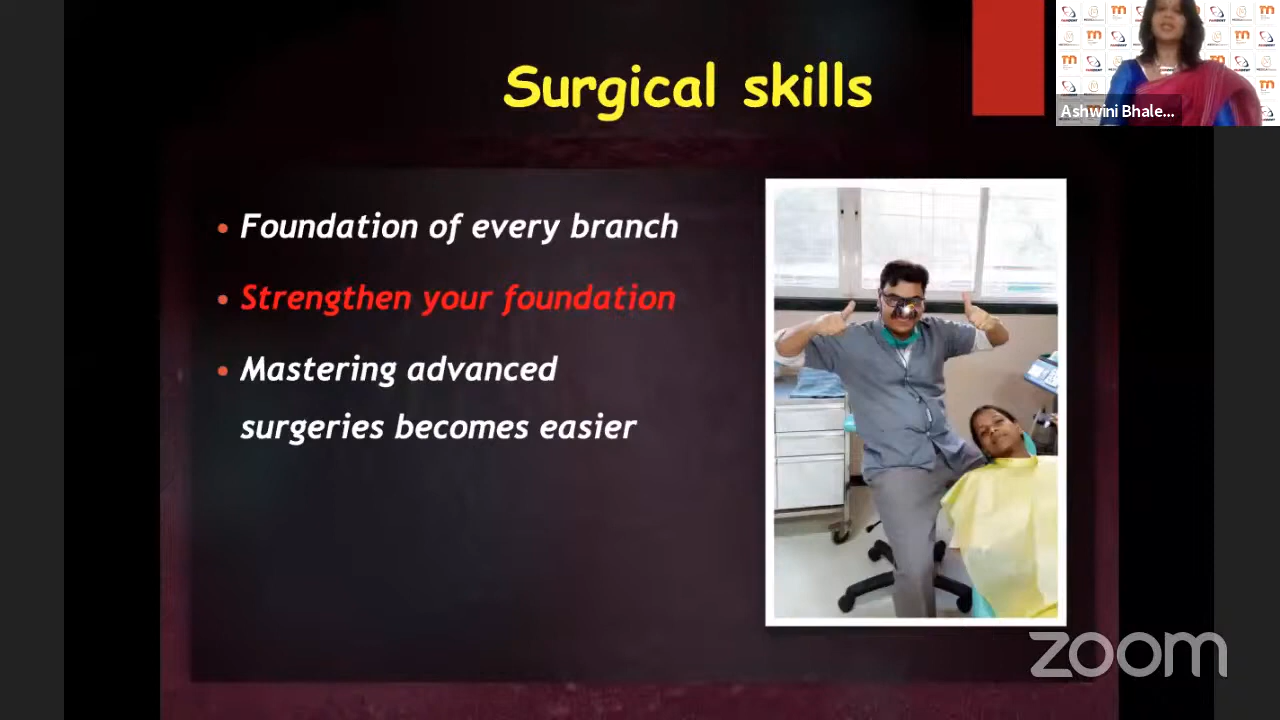 Surgical skills
Ashwini Bhale...
• Foundation of every branch
• Strengthen your foundation
• Mastering advanced
surgeries becomes easier
zoom